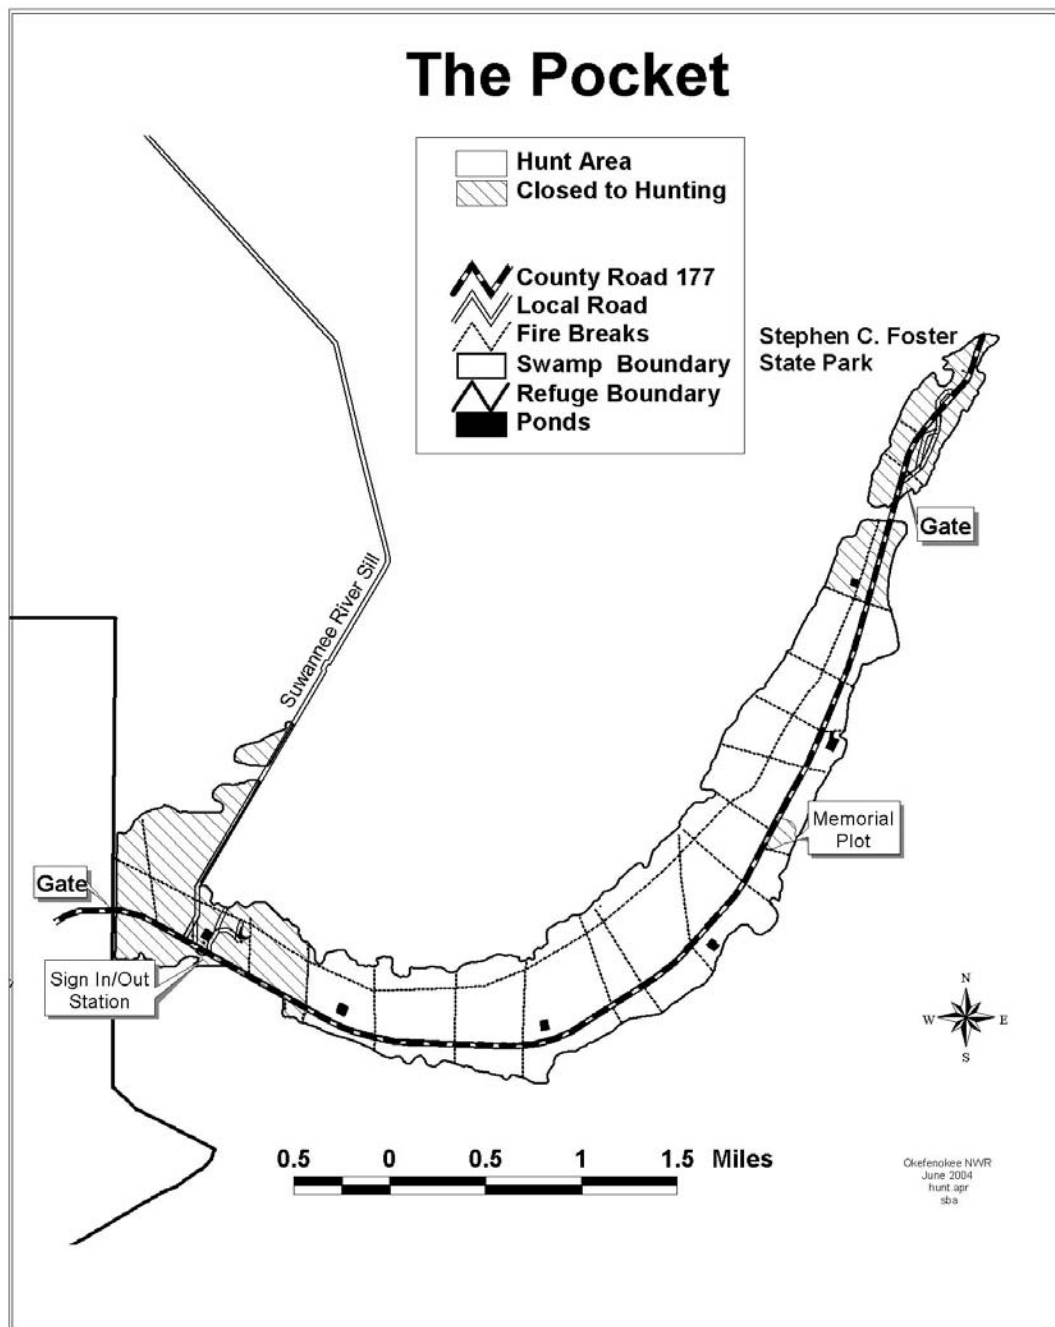 The Pocket
Hunt Area
Closed to Hunting
County Road 177
Local Road
Fire Breaks
Swamp Boundary
Refuge Boundary
Ponds
Stephen C. Foster
State Park
Gate
Suwannee River Sill
Memorial
Plot
Gate
Sign In/Out
Station
N
W
E
S
0.5 0 0.5 1 1.5 Miles
Okefenokee NWR
June 2004
hunt.apr
sba